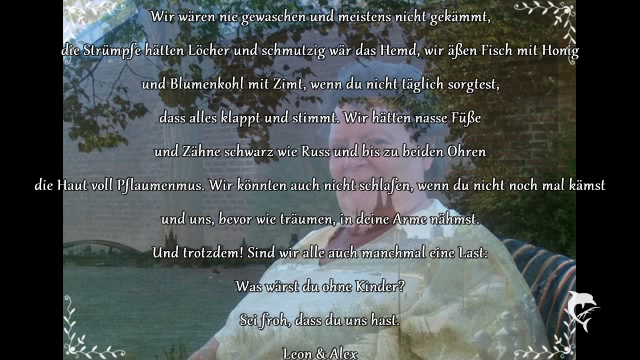 Wir wären nie gewaschen und meistens nicht gekämmt,
die Strümpfe hätten Löcher und schmutzig wär das Hemd, wir äßen Fisch mit Honig
und Blumenkohl mit Zimt, wenn du nicht täglich sorgtest,
dass alles klappt und stimmt. Wir hätten nasse Füße
und Zähne schwarz wie Russ und bis zu beiden Ohren
die Haut voll Pflaumenmus. Wir könnten auch nicht schlafen, wenn du nicht noch mal kämst
und uns, bevor wie träumen, in deine Arme nähmst.
Und trotzdem! Sind wir alle auch manchmal eine Last:
Was wärst du ohne Kinder?
Sei froh, dass du uns hast.
Leon & Alex